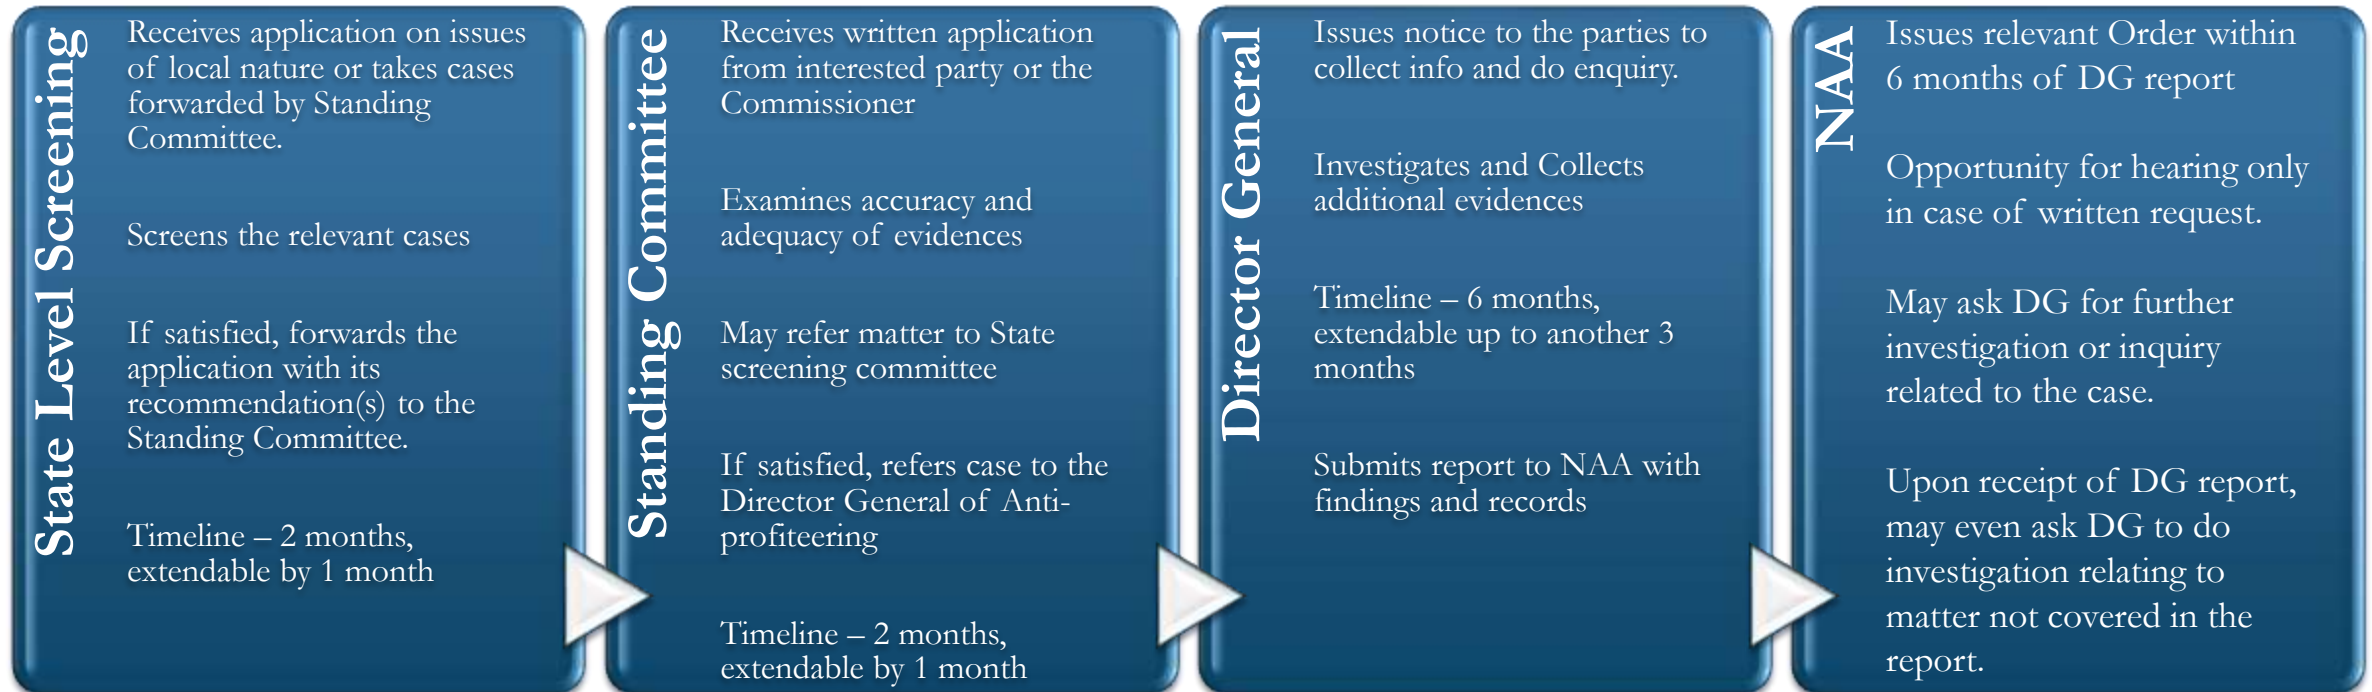 State Level Screening
Receives application on issues
of local nature or takes cases
forwarded by Standing
Committee.
Screens the relevant cases
If satisfied, forwards the
application with its
recommendation(s) to the
Standing Committee.
Timeline – 2 months,
extendable by 1 month
Standing Committee
Receives written application
from interested party or the
Commissioner
Examines accuracy and
adequacy of evidences
May refer matter to State
screening committee
If satisfied, refers case to the
Director General of Anti-
profiteering
Timeline – 2 months,
extendable by 1 month
Director General
Issues notice to the parties to
collect info and do enquiry.
Investigates and Collects
additional evidences
Timeline – 6 months,
extendable up to another 3
months
Submits report to NAA with
findings and records
NAA
Issues relevant Order within
6 months of DG report
Opportunity for hearing only
in case of written request.
May ask DG for further
investigation or inquiry
related to the case.
Upon receipt of DG report,
may even ask DG to do
investigation relating to
matter not covered in the
report.